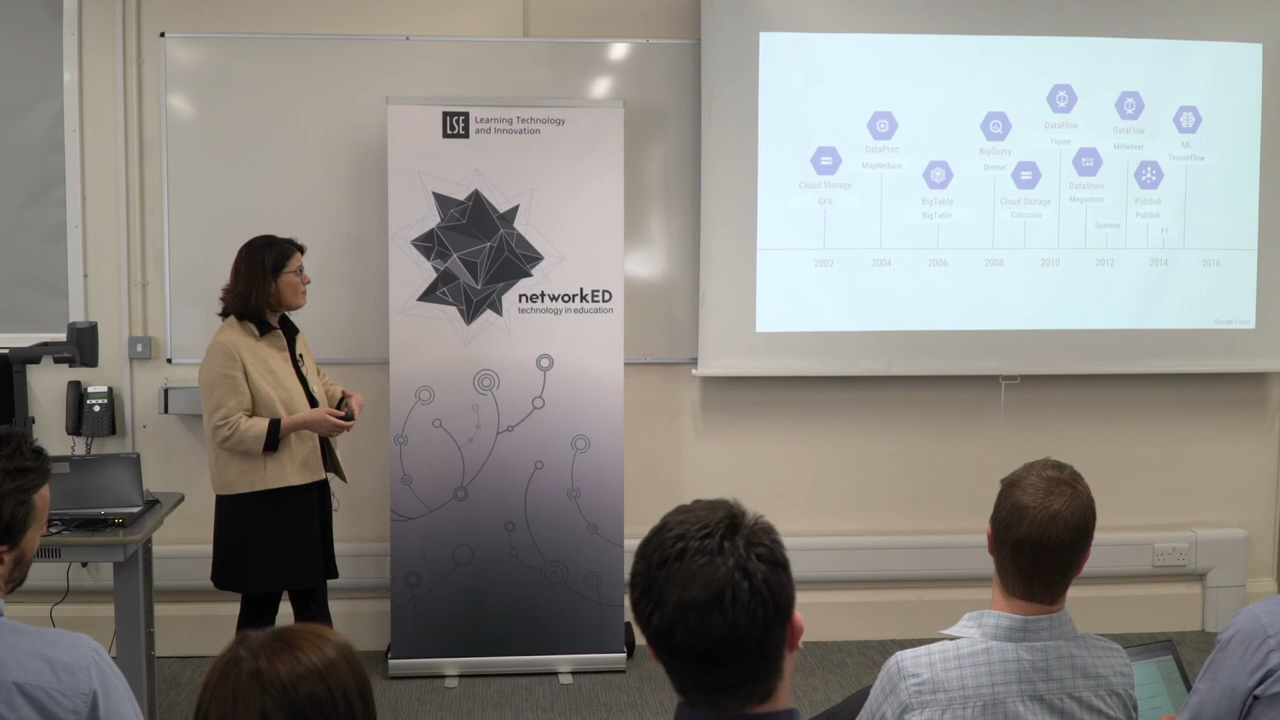 LSE
Learning Technology
and Innovation
networkED
technology in education
DataFlow
Flume
DataFlow
Millwheel
DataProc
MapReduce
BigQuery
Dremel
ML
TensorFlow
Cloud Storage
GFS
BigTable
BigTable
Cloud Storage
Colossus
DataStore
Megastore
PubSub
PubSub
Spanner
F1
2002
2004
2006
2008
2010
2012
2014
2016
Google Cloud